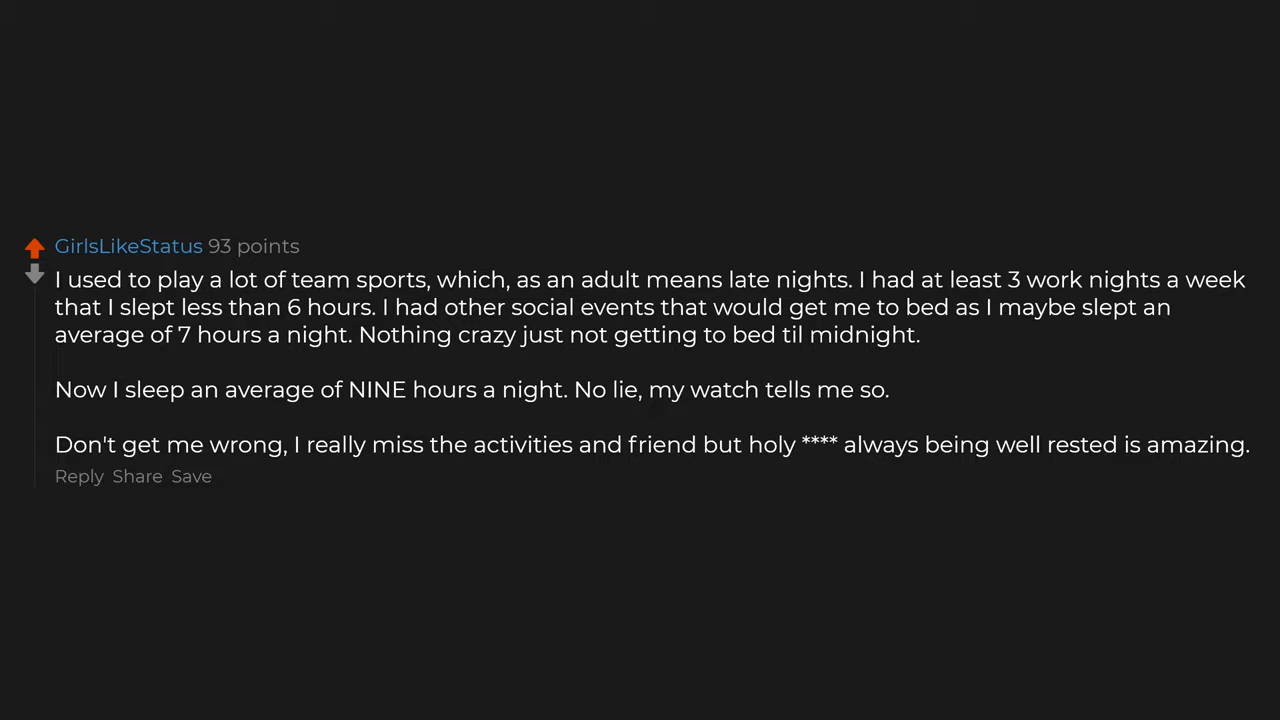 GirlsLikeStatus 93 points
I used to play a lot of team sports, which, as an adult means late nights. I had at least 3 work nights a week
that I slept less than 6 hours. I had other social events that would get me to bed as I maybe slept an
average of 7 hours a night. Nothing crazy just not getting to bed til midnight.
Now I sleep an average of NINE hours a night. No lie, my watch tells me so.
Don't get me wrong, I really miss the activities and friend but holy **** always being well rested is amazing.
Reply Share Save